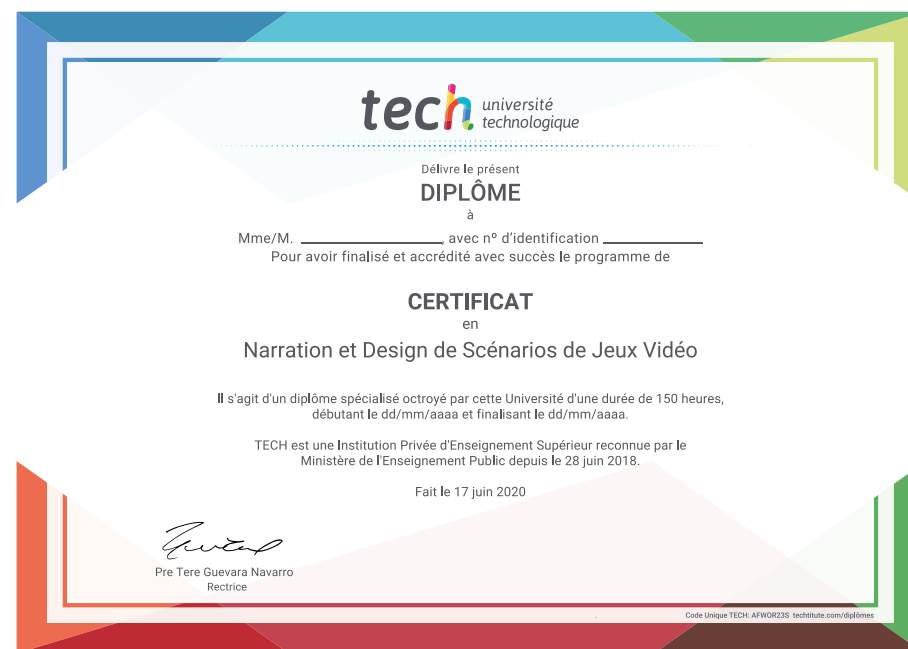 tech université
technologique
Délivre le présent
DIPLÔME
à
Mme/M. ____________________, avec nº d'identification ______________
Pour avoir finalisé et accrédité avec succès le programme de
CERTIFICAT
en
Narration et Design de Scénarios de Jeux Vidéo
Il s'agit d'un diplôme spécialisé octroyé par cette Université d'une durée de 150 heures,
débutant le dd/mm/aaaa et finalisant le dd/mm/aaaa.
TECH est une Institution Privée d'Enseignement Supérieur reconnue par le
Ministère de l'Enseignement Public depuis le 28 juin 2018.
Fait le 17 juin 2020
Pre Tere Guevara Navarro
Rectrice
Code Unique TECH: AFWOR23S techtitute.com/diplômes